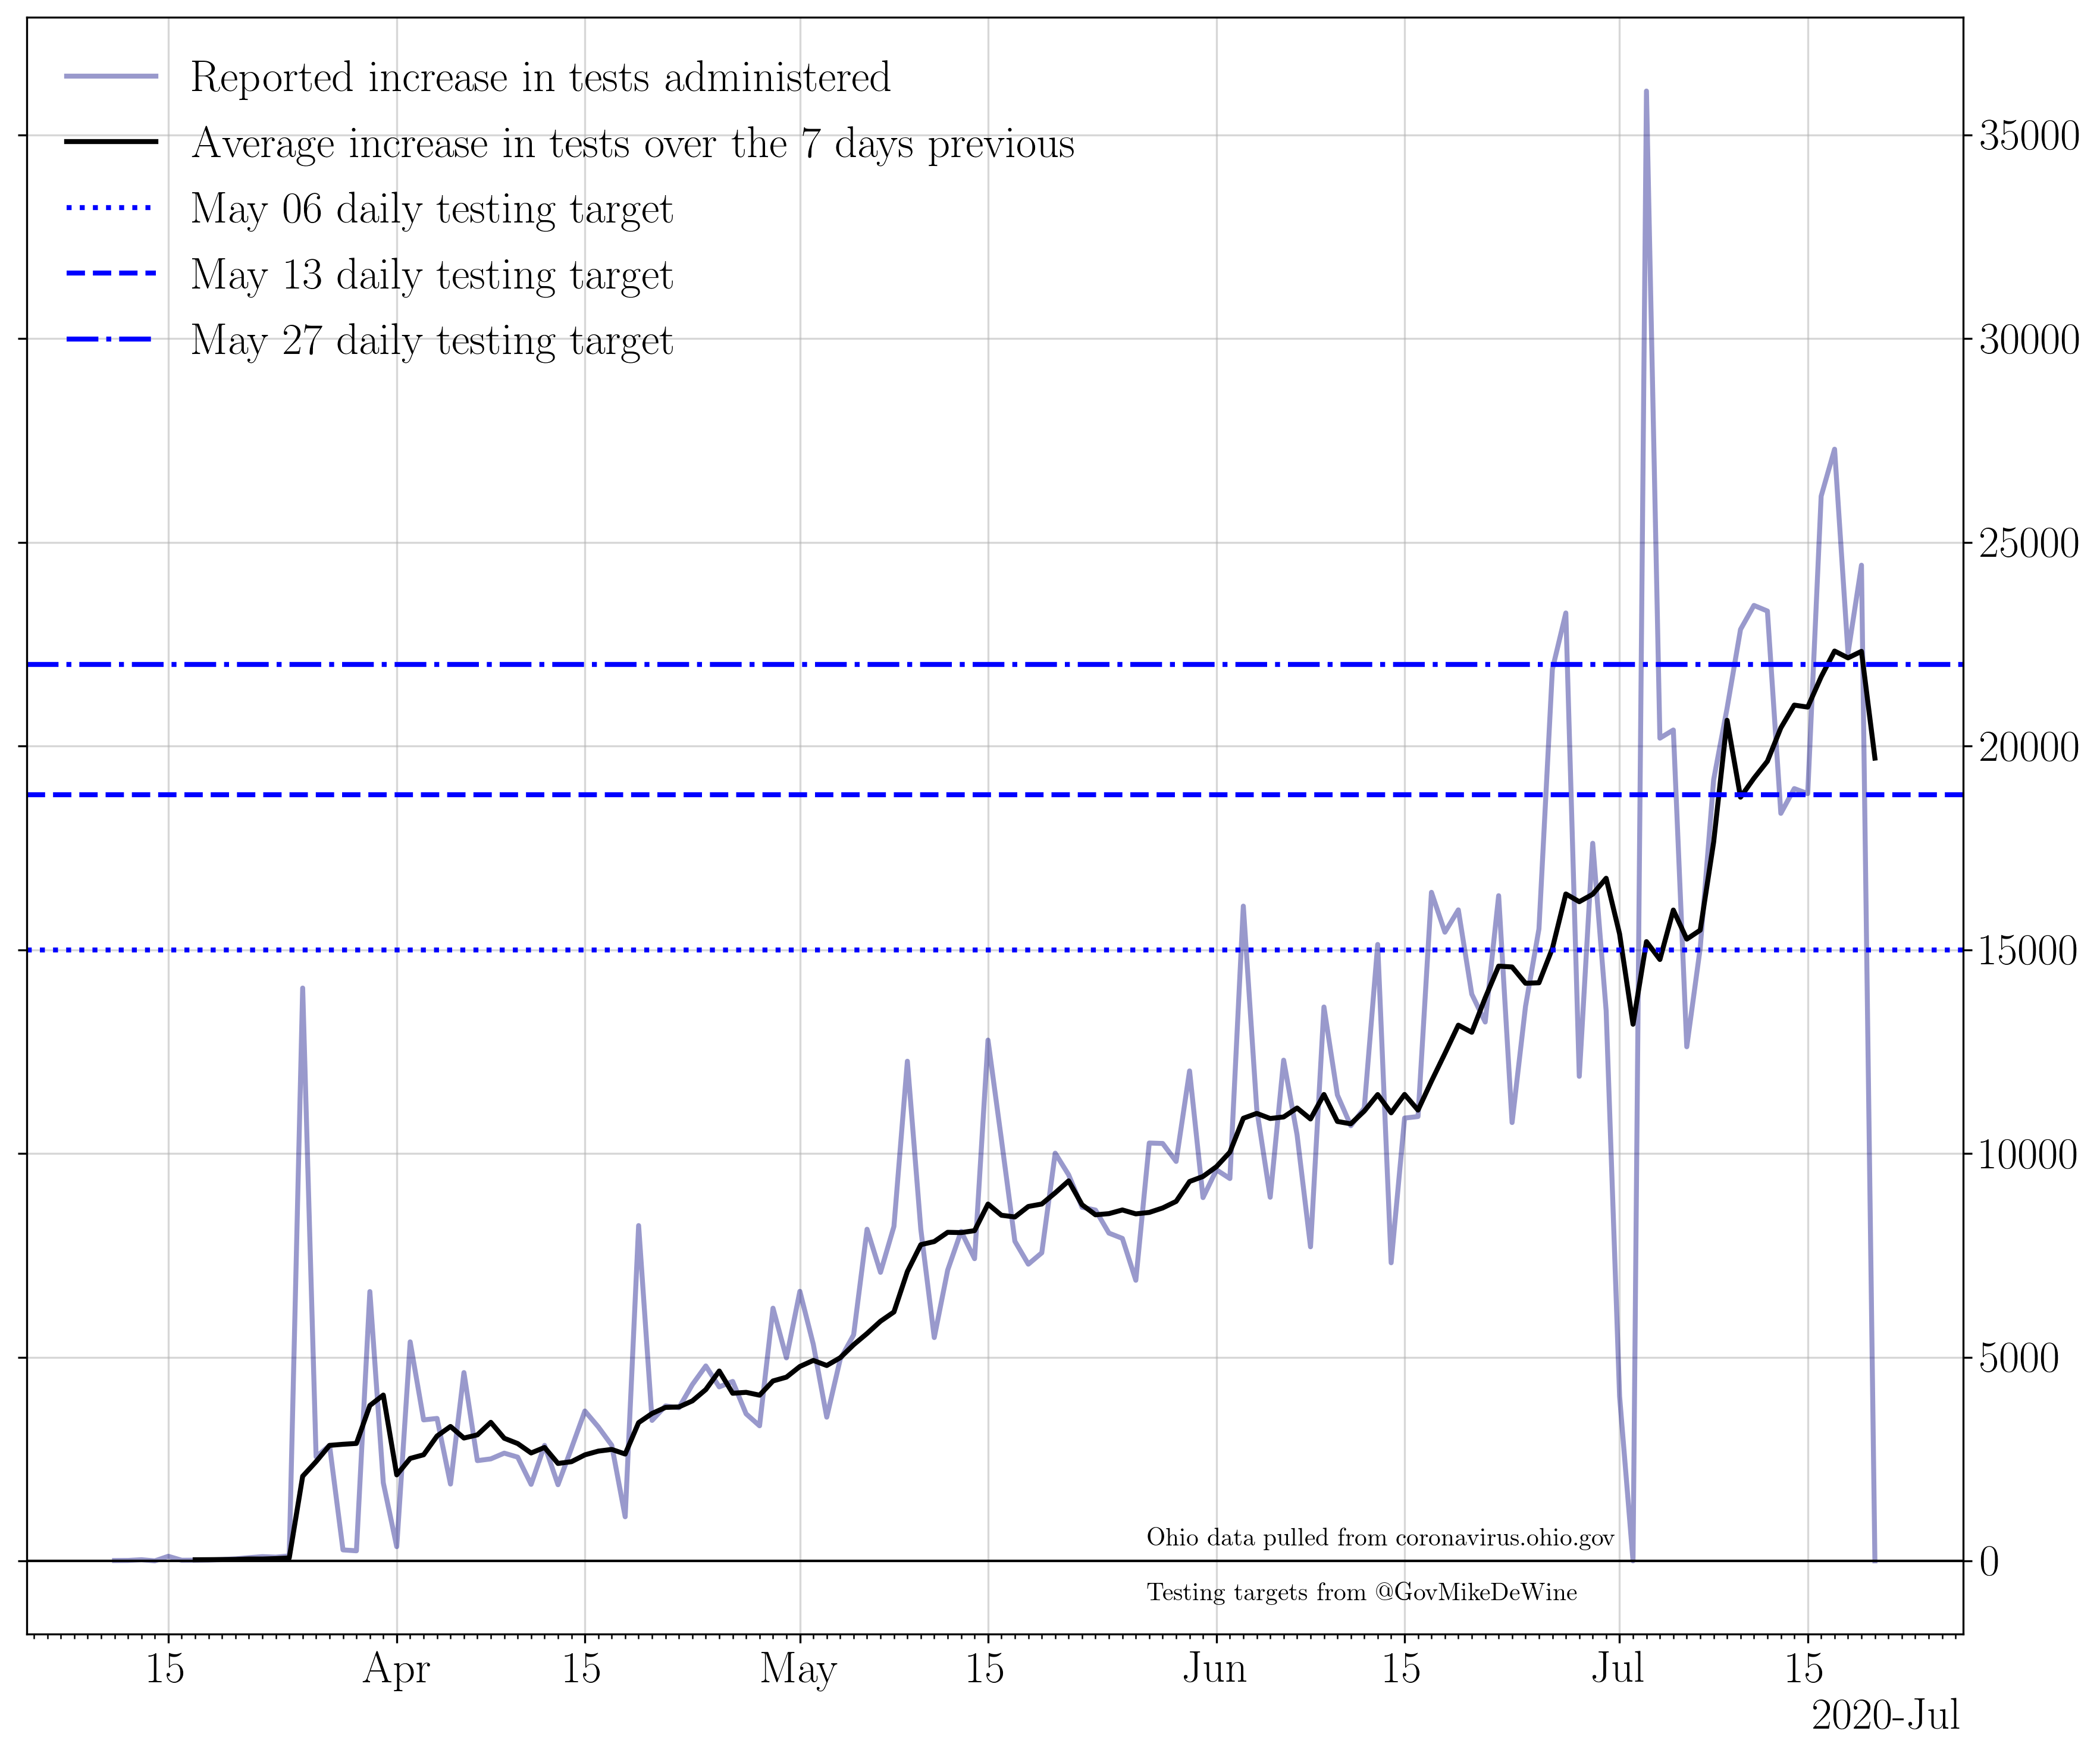 Reported increase in tests administered
Average increase in tests over the 7 days previous
May 06 daily testing target
May 13 daily testing target
May 27 daily testing target
35000
30000
25000
20000
15000
10000
5000
0
Ohio data pulled from coronavirus.ohio.gov
Testing targets from @GovMikeDeWine
15 Apr 15 May 15 Jun 15 Jul 15
2020-Jul